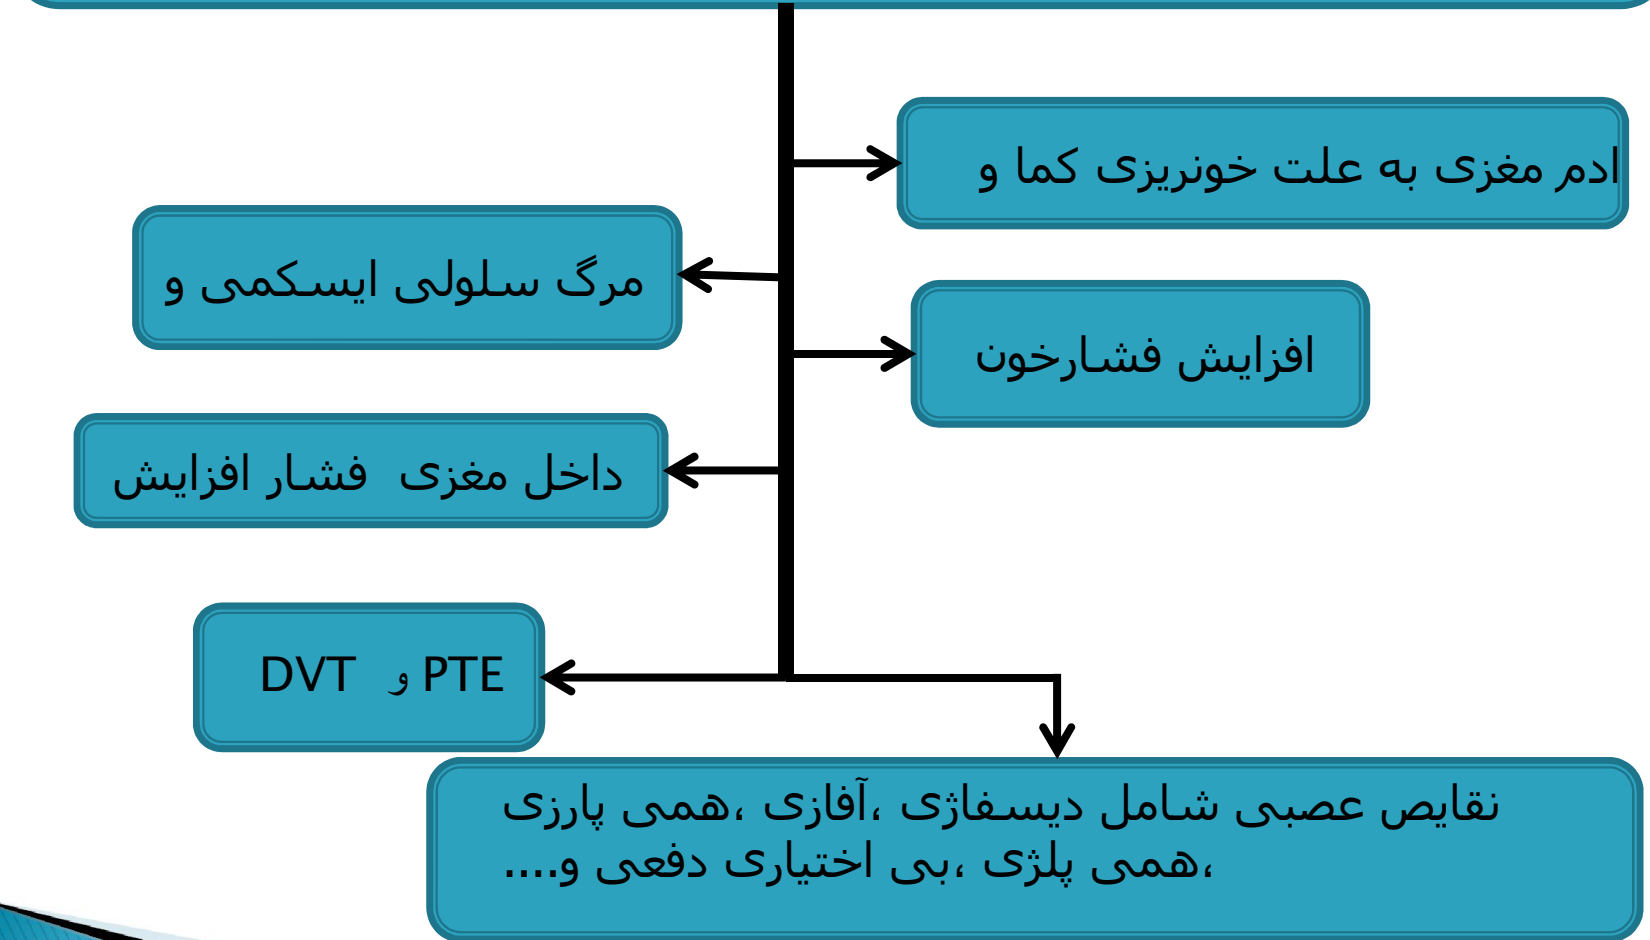 ادم مغزی به علت خونریزی کما و
مرگ سلولی ایسکمی و
افزایش فشارخون
داخل مغزی  فشار افزایش
DVT و PTE
نقایص عصبی شامل دیسفاژی ،آفازی ،همی پارزی
،همی پلژی ،بی اختیاری دفعی و....